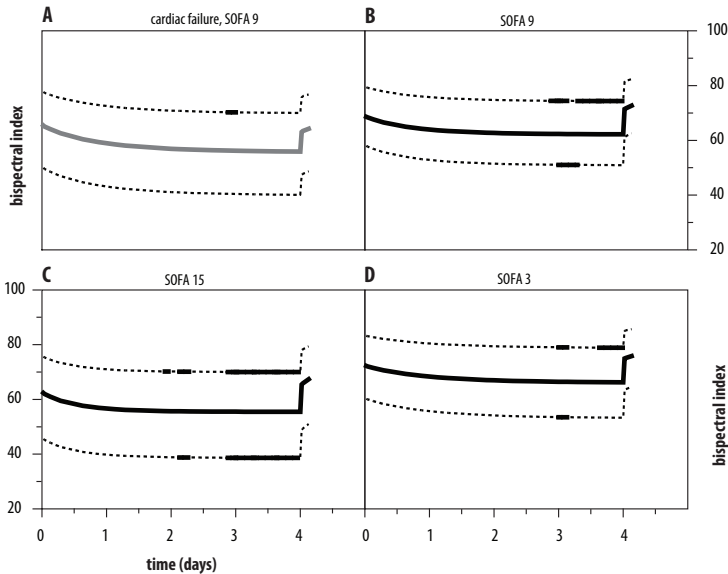 A
cardiac failure, SOFA 9
B
SOFA 9
100
80
60
40
20
bispectral index
C
SOFA 15
D
SOFA 3
100
80
60
40
20
bispectral index
0 1 2 3 4 0 1 2 3 4
time (days)